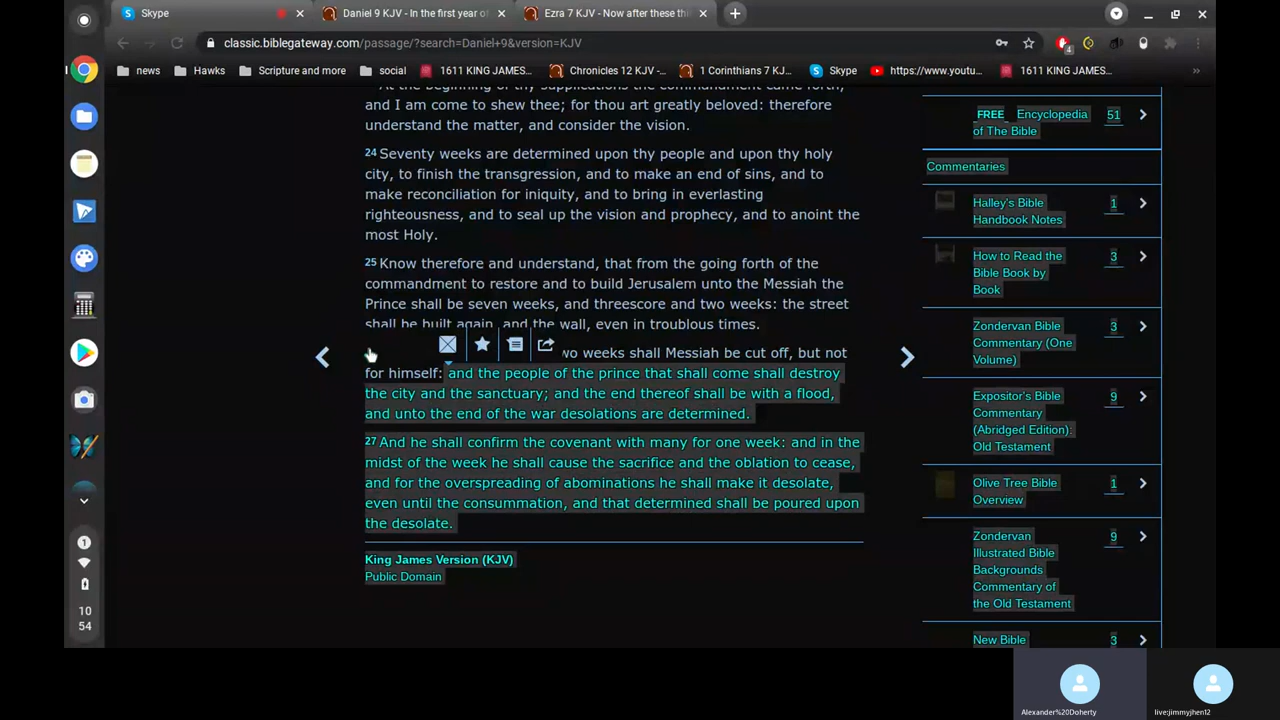 Skype
Daniel 9 KJV - In the first year of
Ezra 7 KJV - Now after these thi
classic.biblegateway.com/passage/?search=Daniel+9&version=KJV
4
news
Hawks
Scripture and more
social
1611 KING JAMES...
Chronicles 12 KJV -...
1 Corinthians 7 KJ...
Skype
https://www.youtu...
1611 KING JAMES...
»
At the beginning of thy supplications the commandment came forth,
and I am come to shew thee; for thou art greatly beloved: therefore
understand the matter, and consider the vision.
24 Seventy weeks are determined upon thy people and upon thy holy
city, to finish the transgression, and to make an end of sins, and to
make reconciliation for iniquity, and to bring in everlasting
righteousness, and to seal up the vision and prophecy, and to anoint the
most Holy.
25 Know therefore and understand, that from the going forth of the
commandment to restore and to build Jerusalem unto the Messiah the
Prince shall be seven weeks, and threescore and two weeks: the street
shall be built again, and the wall, even in troublous times.
weeks shall Messiah be cut off, but not
for himself: and the people of the prince that shall come shall destroy
the city and the sanctuary; and the end thereof shall be with a flood,
and unto the end of the war desolations are determined.
27 And he shall confirm the covenant with many for one week: and in the
midst of the week he shall cause the sacrifice and the oblation to cease,
and for the overspreading of abominations he shall make it desolate,
even until the consummation, and that determined shall be poured upon
the desolate.
King James Version (KJV)
Public Domain
FREE Encyclopedia 51
of The Bible
Commentaries
Halley's Bible 1
Handbook Notes
How to Read the 3
Bible Book by
Book
Zondervan Bible 3
Commentary (One
Volume)
Expositor's Bible 9
Commentary
(Abridged Edition):
Old Testament
Olive Tree Bible 1
Overview
Zondervan 9
Illustrated Bible
Backgrounds
Commentary of
the Old Testament
New Bible 3
1
10
54
Alexander%20Doherty
live:jimmyjhen12